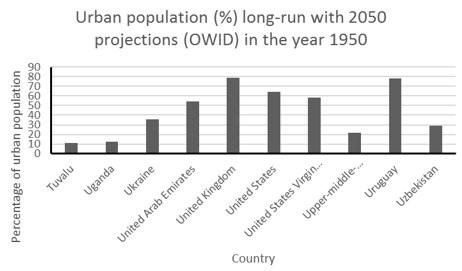 Urban population (%) long-run with 2050
projections (OWID) in the year 1950
Percentage of urban population
90
80
70
60
50
40
30
20
10
0
Tuvalu
Uganda
Ukraine
United Arab Emirates
United Kingdom
United States
United States Virgin...
Upper-middle-...
Uruguay
Uzbekistan
Country